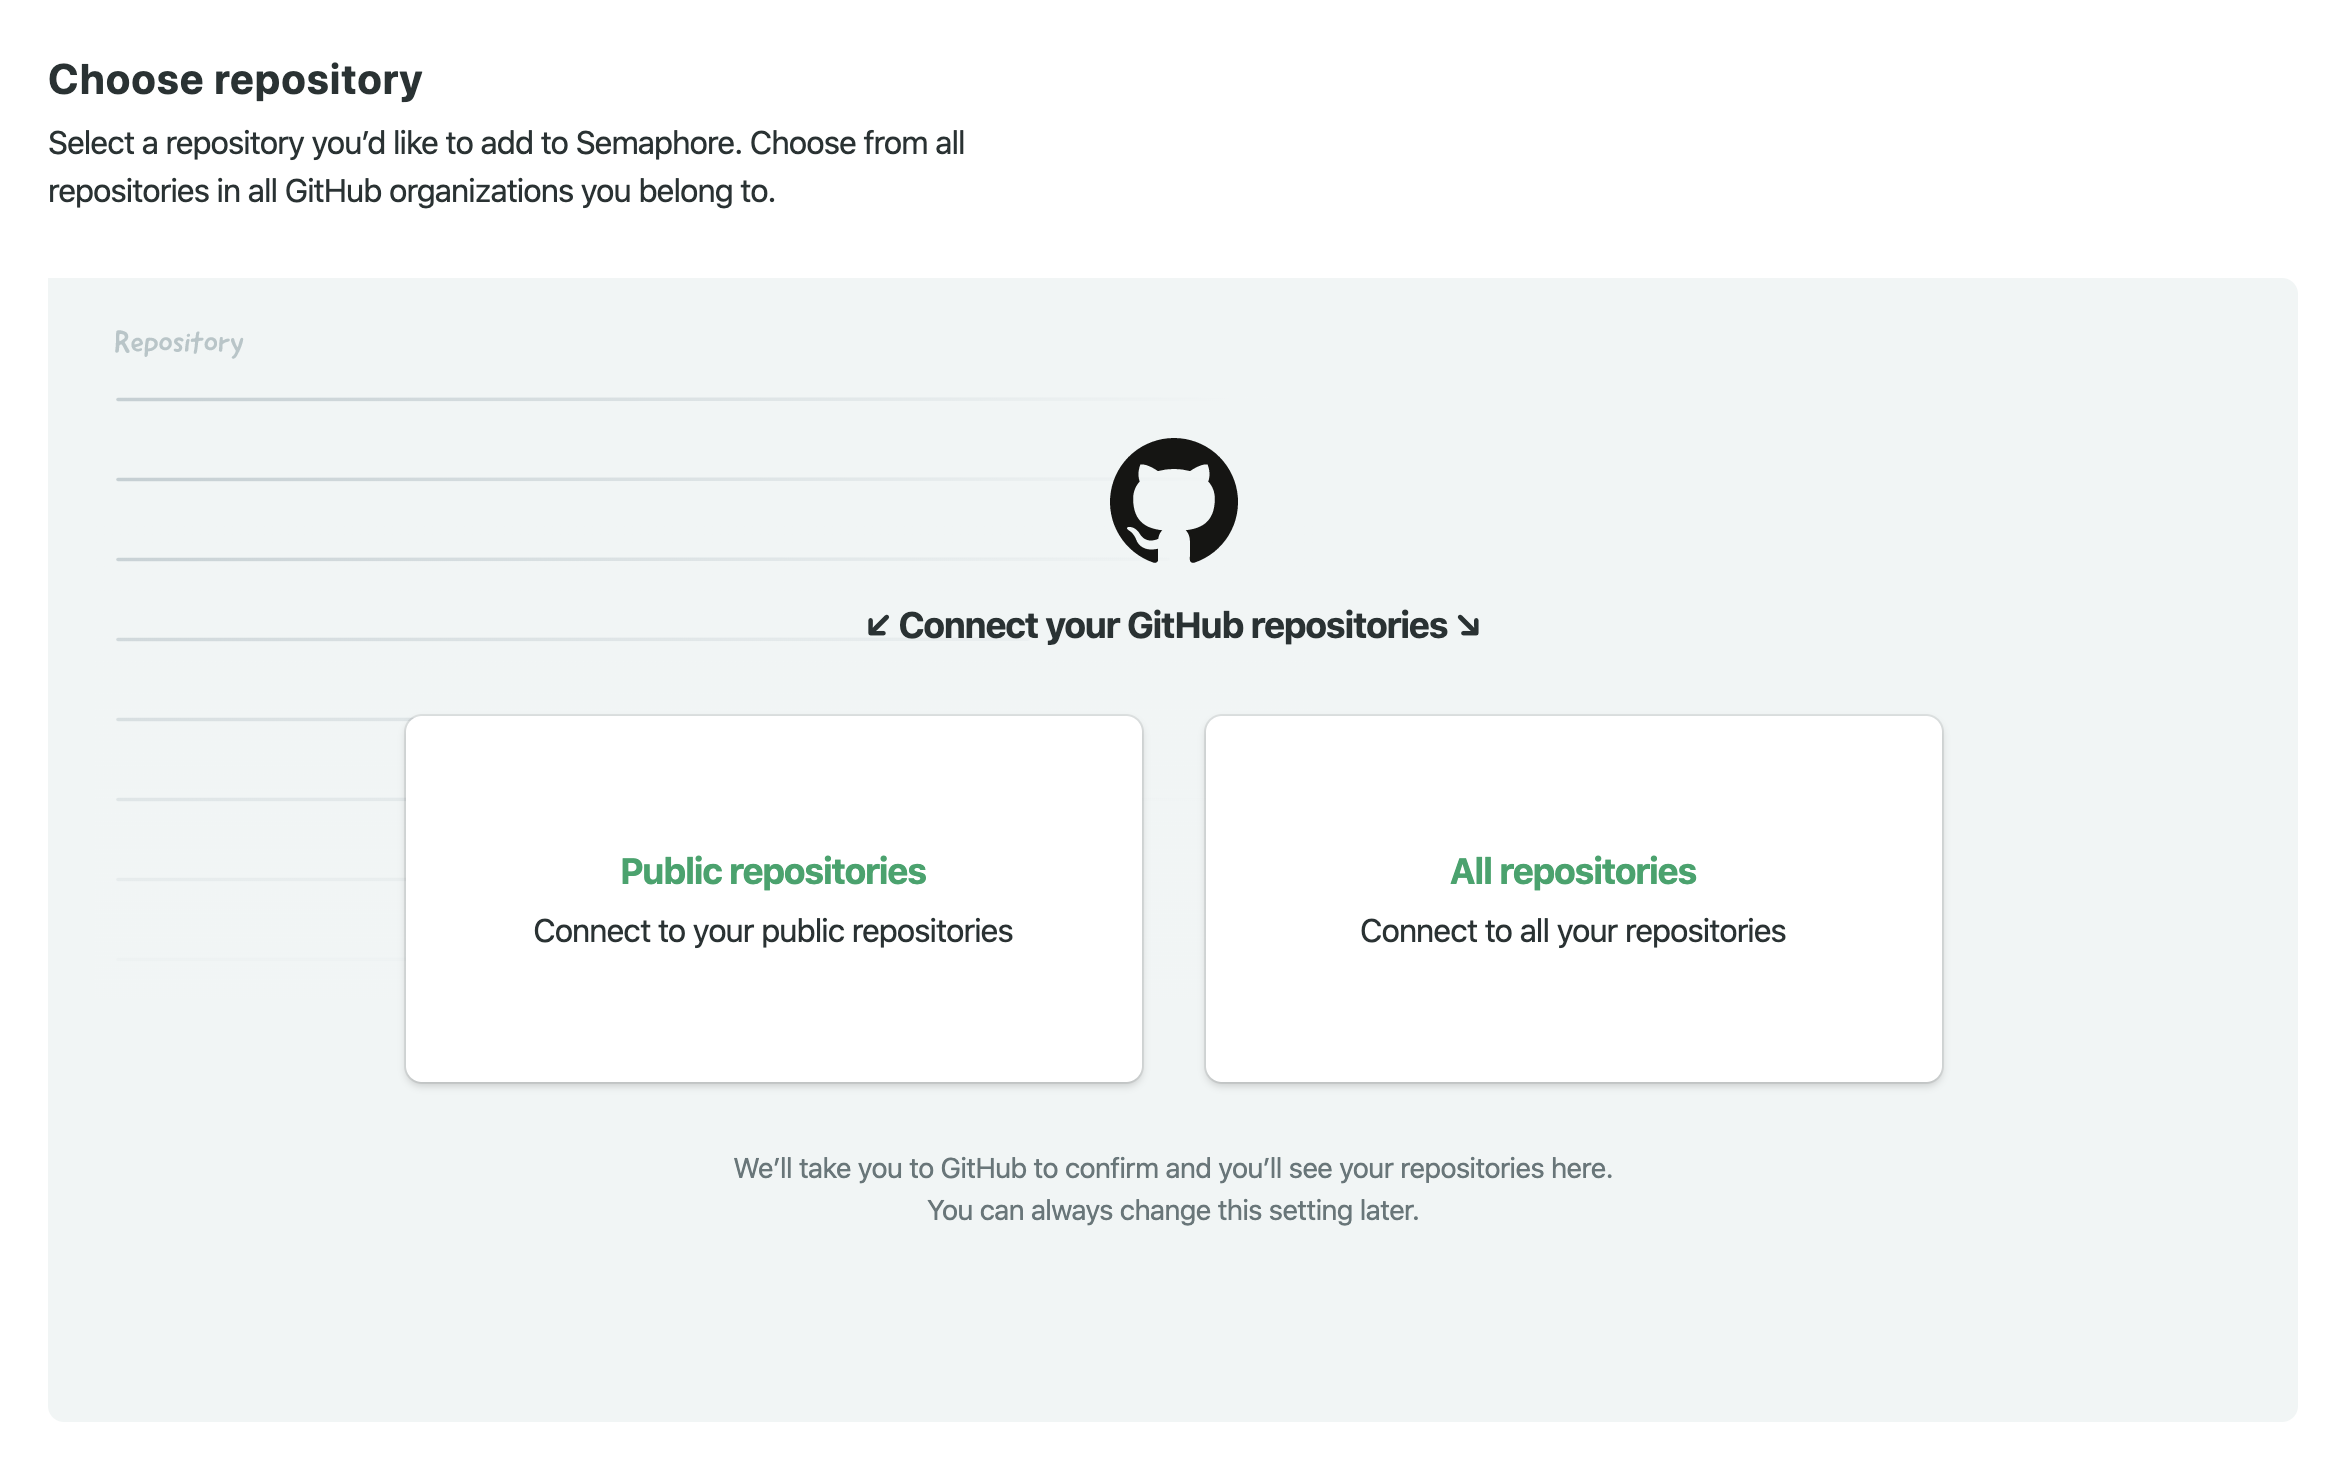 Choose repository
Select a repository you’d like to add to Semaphore. Choose from all
repositories in all GitHub organizations you belong to.
Repository
↙ Connect your GitHub repositories ↘
Public repositories
Connect to your public repositories
All repositories
Connect to all your repositories
We’ll take you to GitHub to confirm and you’ll see your repositories here.
You can always change this setting later.